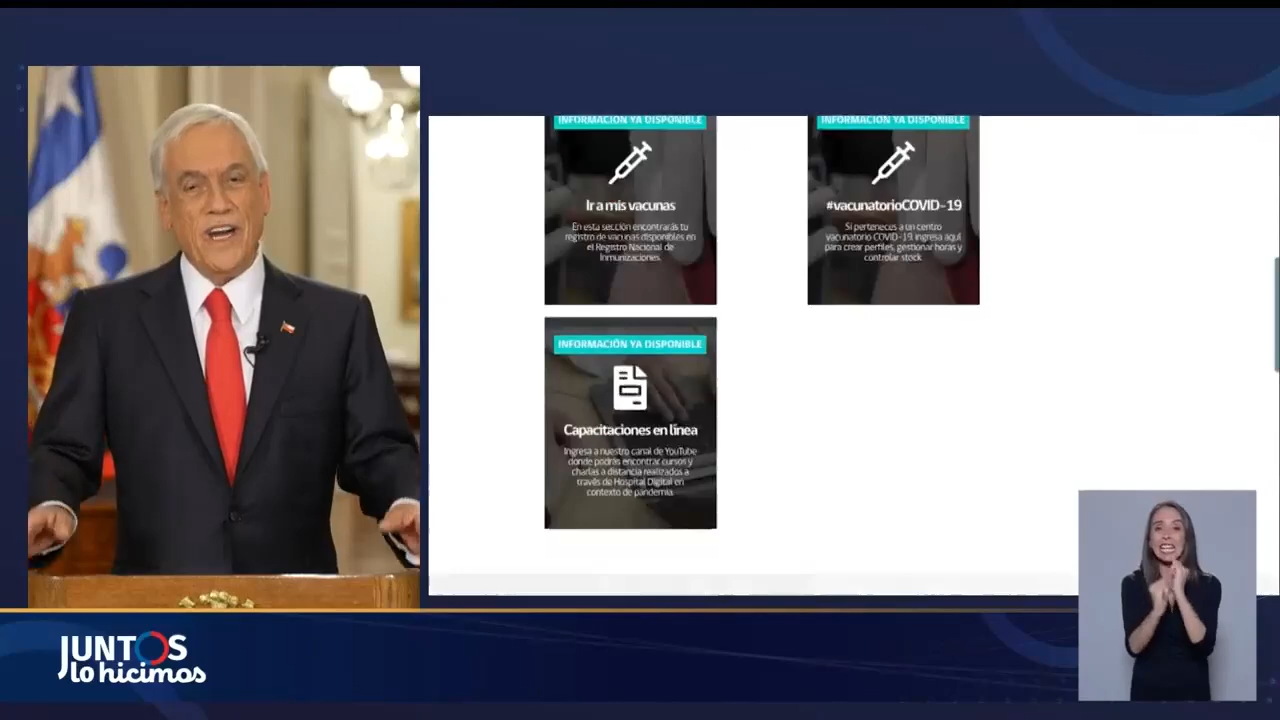 INFORMACIÓN YA DISPONIBLE
Ir a mis vacunas
En esta sección encontrarás tu
registro de vacunas disponibles en
el Registro Nacional de
Inmunizaciones.
INFORMACIÓN YA DISPONIBLE
#vacunatorioCOVID-19
Si perteneces a un centro
vacunatorio COVID-19, ingresa aquí
para crear perfiles, gestionar horas y
controlar stock.
INFORMACIÓN YA DISPONIBLE
Capacitaciones en línea
Ingresa a nuestro canal de YouTube
donde podrás encontrar cursos y
charlas a distancia realizados a
través de Hospital Digital en
contexto de pandemia.
JUNTOS
lo hicimos